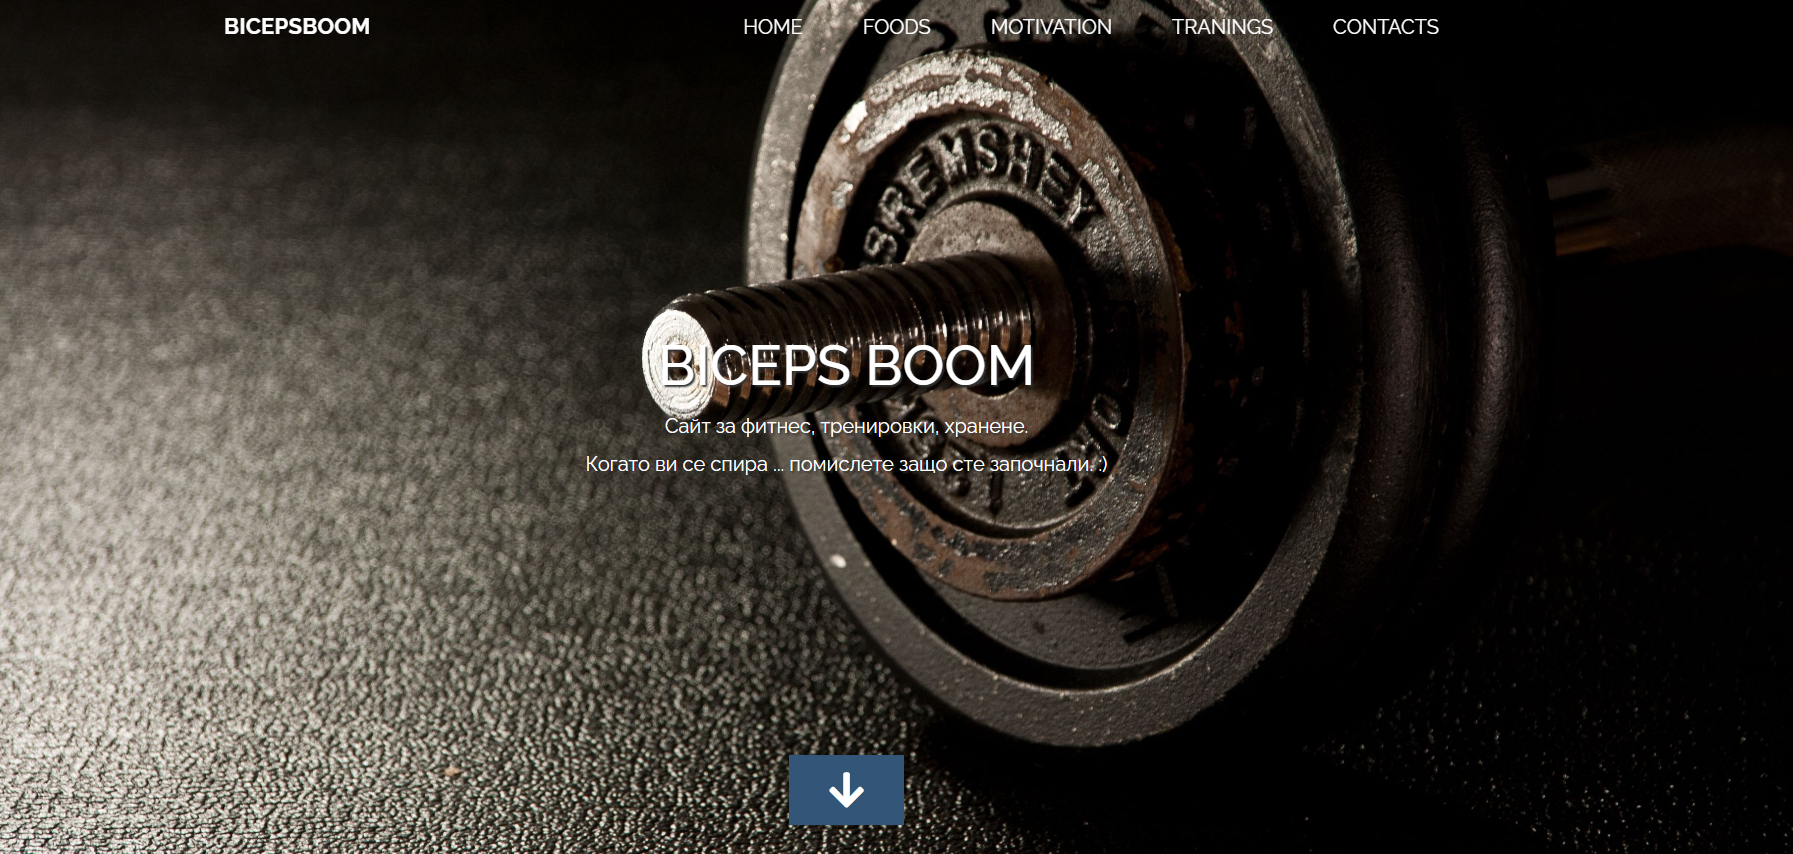 BICEPSBOOM
HOME FOODS MOTIVATION TRANINGS CONTACTS
BREMSHEY
BICEPS BOOM
Сайт за фитнес, тренировки, хранене.
Когато ви се спира ... помислете защо сте започнали. :)